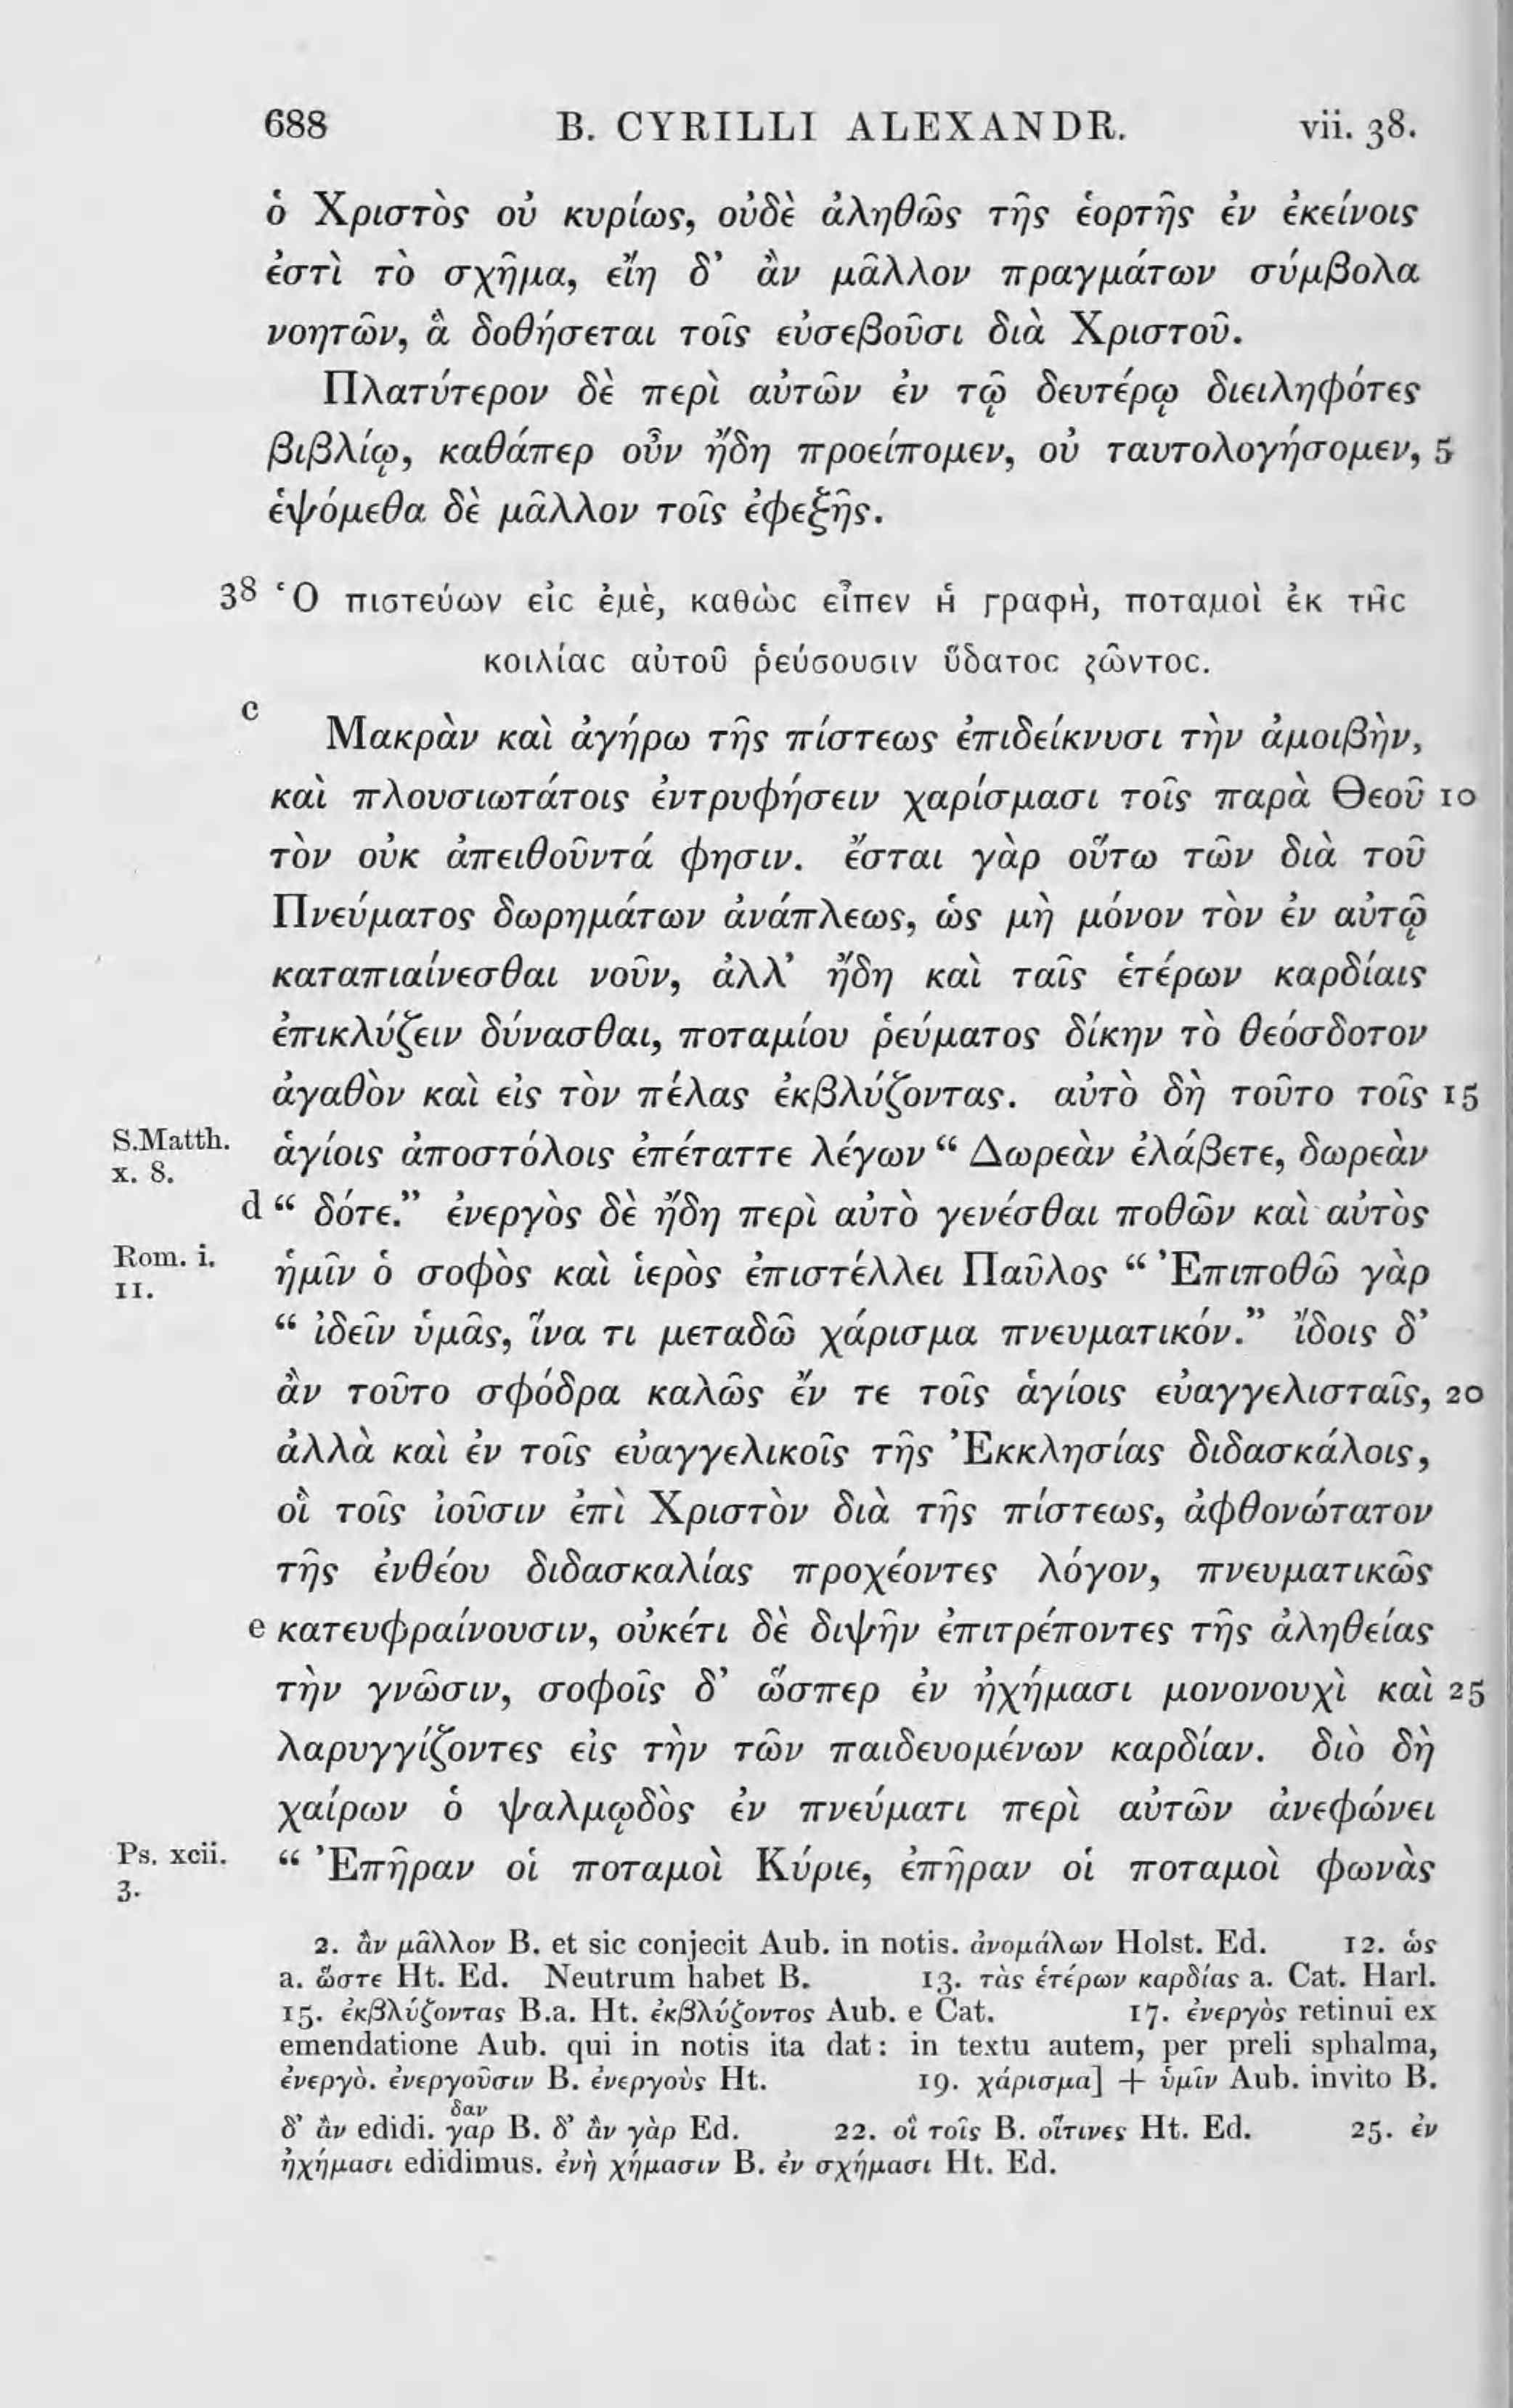 688 B. CYRILLI ALEXANDR. vii. 38.
ὁ Χριστὸς οὐ κυρίως, οὐδὲ ἀληθῶς τῆς ἑορτῆς ἐν ἐκείνοις
ἐστὶ τὸ σχῆμα, εἴη δ’ ἂν μᾶλλον πραγμάτων σύμβολα
νοητῶν, ἃ δοθήσεται τοῖς εὐσεβοῦσι διὰ Χριστοῦ.
Πλατύτερον δὲ περὶ αὐτῶν ἐν τῷ δευτέρῳ διειληφότες
βιβλίῳ, καθάπερ οὖν ἤδη προείπομεν, οὐ ταυτολογήσομεν, 5
ἑψόμεθα δὲ μᾶλλον τοῖς ἐφεξῆς.
38 Ὁ πιστεύων εἰς ἐμὲ, καθὼς εἶπεν ἡ γραφὴ, ποταμοὶ ἐκ τῆς
κοιλίας αὐτοῦ ῥεύσουσιν ὕδατος ζῶντος.
c Μακρὰν καὶ ἀγήρω τῆς πίστεως ἐπιδείκνυσι τὴν ἀμοιβὴν,
καὶ πλουσιωτάτοις ἐντρυφήσειν χαρίσμασι τοῖς παρὰ Θεοῦ 10
τὸν οὐκ ἀπειθοῦντά φησιν. ἔσται γὰρ οὕτω τῶν διὰ τοῦ
Πνεύματος δωρημάτων ἀνάπλεως, ὡς μὴ μόνον τὸν ἐν αὐτῷ
καταπιαίνεσθαι νοῦν, ἀλλ’ ἤδη καὶ ταῖς ἑτέρων καρδίαις
ἐπικλύζειν δύνασθαι, ποταμίου ῥεύματος δίκην τὸ θεόσδοτον
ἀγαθὸν καὶ εἰς τὸν πέλας ἐκβλύζοντας. αὐτὸ δὴ τοῦτο τοῖς 15
S.Matth. x. 8. ἁγίοις ἀποστόλοις ἐπέταττε λέγων “ Δωρεὰν ἐλάβετε, δωρεὰν
d “ δότε.” ἐνεργὸς δὲ ἤδη περὶ αὐτὸ γενέσθαι ποθῶν καὶ αὐτὸς
Rom. i. 11. ἡμῖν ὁ σοφὸς καὶ ἱερὸς ἐπιστέλλει Παῦλος “ Ἐπιποθῶ γὰρ
“ ἰδεῖν ὑμᾶς, ἵνα τι μεταδῶ χάρισμα πνευματικόν.” ἴδοις δ’
ἂν τοῦτο σφόδρα καλῶς ἔν τε τοῖς ἁγίοις εὐαγγελισταῖς, 20
ἀλλὰ καὶ ἐν τοῖς εὐαγγελικοῖς τῆς Ἐκκλησίας διδασκάλοις,
οἳ τοῖς ἰοῦσιν ἐπὶ Χριστὸν διὰ τῆς πίστεως, ἀφθονώτατον
τῆς ἐνθέου διδασκαλίας προχέοντες λόγον, πνευματικῶς
e κατευφραίνουσιν, οὐκέτι δὲ διψῆν ἐπιτρέποντες τῆς ἀληθείας
τὴν γνῶσιν, σοφοῖς δ’ ὥσπερ ἐν ἠχήμασι μονονουχὶ καὶ 25
λαρυγγίζοντες εἰς τὴν τῶν παιδευομένων καρδίαν. διὸ δὴ
χαίρων ὁ ψαλμῳδὸς ἐν πνεύματι περὶ αὐτῶν ἀνεφώνει
Ps. xcii. 3. “ Ἐπῆραν οἱ ποταμοὶ Κύριε, ἐπῆραν οἱ ποταμοὶ φωνὰς
2. ἂν μᾶλλον B. et sic conjecit Aub. in notis. ἀνομάλων Holst. Ed. 12. ὡς
a. ὥστε Ht. Ed. Neutrum habet B. 13. τὰς ἑτέρων καρδίας a. Cat. Harl.
15. ἐκβλύζοντας B.a. Ht. ἐκβλύζοντος Aub. e Cat. 17. ἐνεργὸς retinui ex
emendatione Aub. qui in notis ita dat: in textu autem, per preli sphalma,
ἐνεργὸ. ἐνεργοῦσιν B. ἐνεργοὺς Ht. 19. χάρισμα] + ὑμῖν Aub. invito B.
δ’ ἂν edidi. γὰρ δαν B. δ’ ἂν γὰρ Ed. 22. οἳ τοῖς B. οἵτινες Ht. Ed. 25. ἐν
ἠχήμασι edidimus. ἐνὴ χήμασιν B. ἐν σχήμασι Ht. Ed.